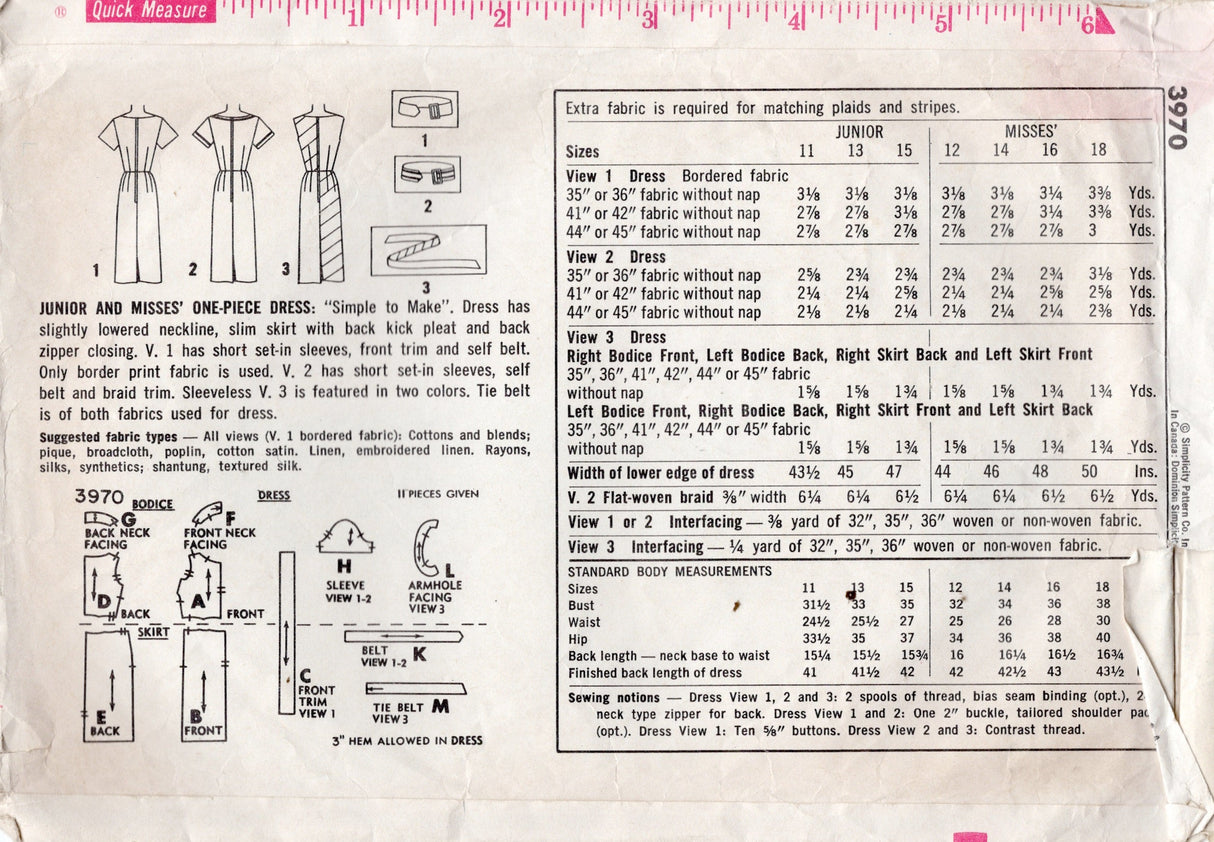 Quick Measure
1 2 3 4 5 6
3970
© Simplicity Pattern Co. In
In Canada: Dominion Simplicit
1 2 3
1
2
3
JUNIOR AND MISSES' ONE-PIECE DRESS: "Simple to Make". Dress has
slightly lowered neckline, slim skirt with back kick pleat and back
zipper closing. V. 1 has short set-in sleeves, front trim and self belt.
Only border print fabric is used. V. 2 has short set-in sleeves, self
belt and braid trim. Sleeveless V. 3 is featured in two colors. Tie belt
is of both fabrics used for dress.
Suggested fabric types — All views (V. 1 bordered fabric): Cottons and blends;
pique, broadcloth, poplin, cotton satin. Linen, embroidered linen. Rayons,
silks, synthetics; shantung, textured silk.
3970 BODICE DRESS 11 PIECES GIVEN
G
BACK NECK
FACING
F
FRONT NECK
FACING
D
BACK
A
FRONT
SKIRT
E
BACK
B
FRONT
C
FRONT
TRIM
VIEW 1
H
SLEEVE
VIEW 1-2
L
ARMHOLE
FACING
VIEW 3
BELT
VIEW 1-2 K
TIE BELT M
VIEW 3
3" HEM ALLOWED IN DRESS
Extra fabric is required for matching plaids and stripes.
JUNIOR MISSES'
Sizes 11 13 15 12 14 16 18
View 1 Dress Bordered fabric
35" or 36" fabric without nap 3⅛ 3⅛ 3⅛ 3⅛ 3⅛ 3¼ 3⅜ Yds.
41" or 42" fabric without nap 2⅞ 2⅞ 3⅛ 2⅞ 2⅞ 3¼ 3⅜ Yds.
44" or 45" fabric without nap 2⅞ 2⅞ 2⅞ 2⅞ 2⅞ 2⅞ 3 Yds.
View 2 Dress
35" or 36" fabric without nap 2⅝ 2¾ 2¾ 2¾ 2¾ 2¾ 3⅛ Yds.
41" or 42" fabric without nap 2¼ 2¼ 2⅝ 2¼ 2¼ 2⅝ 2⅝ Yds.
44" or 45" fabric without nap 2⅛ 2⅛ 2¼ 2⅛ 2¼ 2¼ 2⅜ Yds.
View 3 Dress
Right Bodice Front, Left Bodice Back, Right Skirt Back and Left Skirt Front
35", 36", 41", 42", 44" or 45" fabric
without nap 1⅝ 1⅝ 1¾ 1⅝ 1⅝ 1¾ 1¾ Yds.
Left Bodice Front, Right Bodice Back, Right Skirt Front and Left Skirt Back
35", 36", 41", 42", 44" or 45" fabric
without nap 1⅝ 1⅝ 1¾ 1⅝ 1⅝ 1¾ 1¾ Yds.
Width of lower edge of dress 43½ 45 47 44 46 48 50 Ins.
V. 2 Flat-woven braid ⅜" width 6¼ 6¼ 6½ 6¼ 6¼ 6½ 6½ Yds.
View 1 or 2 Interfacing — ⅜ yard of 32", 35", 36" woven or non-woven fabric.
View 3 Interfacing — ¼ yard of 32", 35", 36" woven or non-woven fabric.
STANDARD BODY MEASUREMENTS
Sizes 11 13 15 12 14 16 18
Bust 31½ 33 35 32 34 36 38
Waist 24½ 25½ 27 25 26 28 30
Hip 33½ 35 37 34 36 38 40
Back length — neck base to waist 15¼ 15½ 15¾ 16 16¼ 16½ 16¾
Finished back length of dress 41 41½ 42 42 42½ 43 43½
Sewing notions — Dress View 1, 2 and 3: 2 spools of thread, bias seam binding (opt.), 2
neck type zipper for back. Dress View 1 and 2: One 2" buckle, tailored shoulder pa
(opt.). Dress View 1: Ten ⅝" buttons. Dress View 2 and 3: Contrast thread.